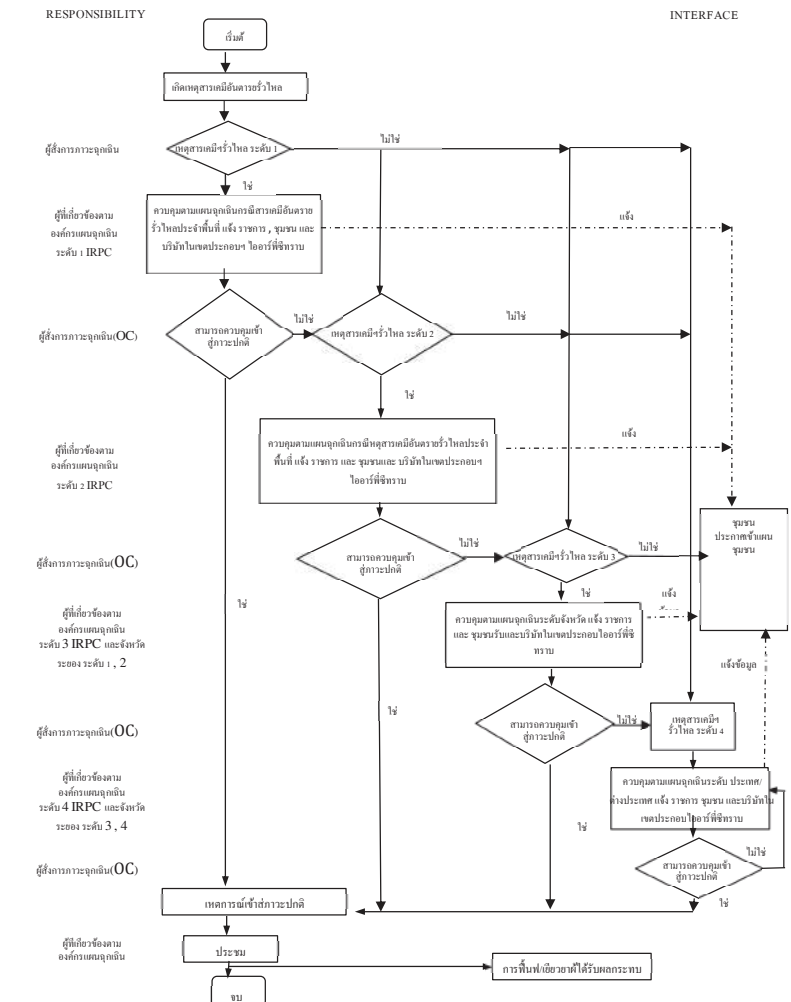 RESPONSIBILITY
INTERFACE
เริ่มต้
เกิดเหตุสารเคมีอันตารยรั่วไหล
ผู้สั่งการภาวะฉุกเฉิน
เหตุสารเคมีฯรั่วไหล ระดับ 1
ไม่ใช่
ใช่
ผู้ที่เกี่ยวข้องตาม
องค์กรแผนฉุกเฉิน
ระดับ 1 IRPC
ควบคุมตามแผนฉุกเฉินกรณีสารเคมีอันตราย
รั่วไหลประจำพื้นที่ แจ้ง ราชการ , ชุมชน และ
บริษัทในเขตประกอบฯ ไออาร์พีซีทราบ
แจ้ง
ผู้สั่งการภาวะฉุกเฉิน(OC)
สามารถควบคุมเข้า
สู่ภาวะปกติ
ไม่ใช่
เหตุสารเคมีฯรั่วไหล ระดับ 2
ไม่ใช่
ใช่
ผู้ที่เกี่ยวข้องตาม
องค์กรแผนฉุกเฉิน
ระดับ 2 IRPC
ควบคุมตามแผนฉุกเฉินกรณีหตุสารเคมีอันตรายรั่วไหลประจำ
พื้นที่ แจ้ง ราชการ และ ชุมชนและ บริษัทในเขตประกอบฯ
ไออาร์พีซีทราบ
แจ้ง
ชุมชน
ประกาศเข้าแผน
ชุมชน
ผู้สั่งการภาวะฉุกเฉิน(OC)
สามารถควบคุมเข้า
สู่ภาวะปกติ
ไม่ใช่
เหตุสารเคมีฯรั่วไหล ระดับ 3
ไม่ใช่
ใช่
ใช่
แจ้ง
ผู้ที่เกี่ยวข้องตาม
องค์กรแผนฉุกเฉิน
ระดับ 3 IRPC และจังหวัด
ระยอง ระดับ 1 , 2
ควบคุมตามแผนฉุกเฉินระดับจังหวัด แจ้ง ราชการ
และ ชุมชนรับและบริษัทในเขตประกอบไออาร์พีซี
ทราบ
แจ้งข้อมูล
ใช่
ผู้สั่งการภาวะฉุกเฉิน(OC)
สามารถควบคุมเข้า
สู่ภาวะปกติ
ไม่ใช่
เหตุสารเคมีฯ
รั่วไหล ระดับ 4
ผู้ที่เกี่ยวข้องตาม
องค์กรแผนฉุกเฉิน
ระดับ 4 IRPC และจังหวัด
ระยอง ระดับ 3 , 4
ควบคุมตามแผนฉุกเฉินระดับ ประเทศ/
ต่างประเทศ แจ้ง ราชการ ชุมชน และบริษัทใน
เขตประกอบไออาร์พีซีทราบ
ใช่
ผู้สั่งการภาวะฉุกเฉิน(OC)
สามารถควบคุมเข้า
สู่ภาวะปกติ
ไม่ใช่
ใช่
เหตการณ์เข้าสู่ภาวะปกติ
ผู้ที่เกี่ยวข้องตาม
องค์กรแผนฉุกเฉิน
ประชม
การฟื้นฟ/เยียวยาผ้ได้รับผลกระทบ
จบ